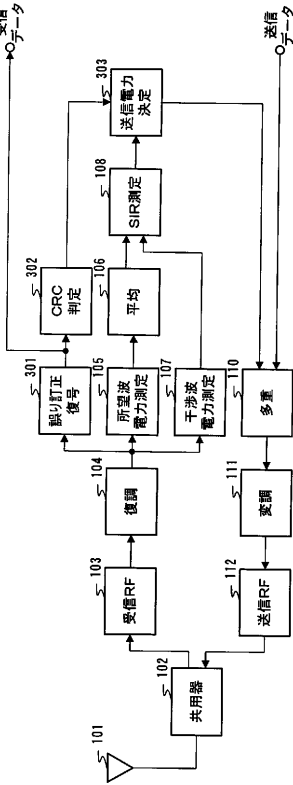 101
102
共用器
103
受信RF
104
復調
301
誤り訂正
復号
302
CRC
判定
105
所望波
電力測定
106
平均
107
干渉波
電力測定
108
SIR測定
303
送信電力
決定
受信
データ
送信
データ
110
多重
111
変調
112
送信RF